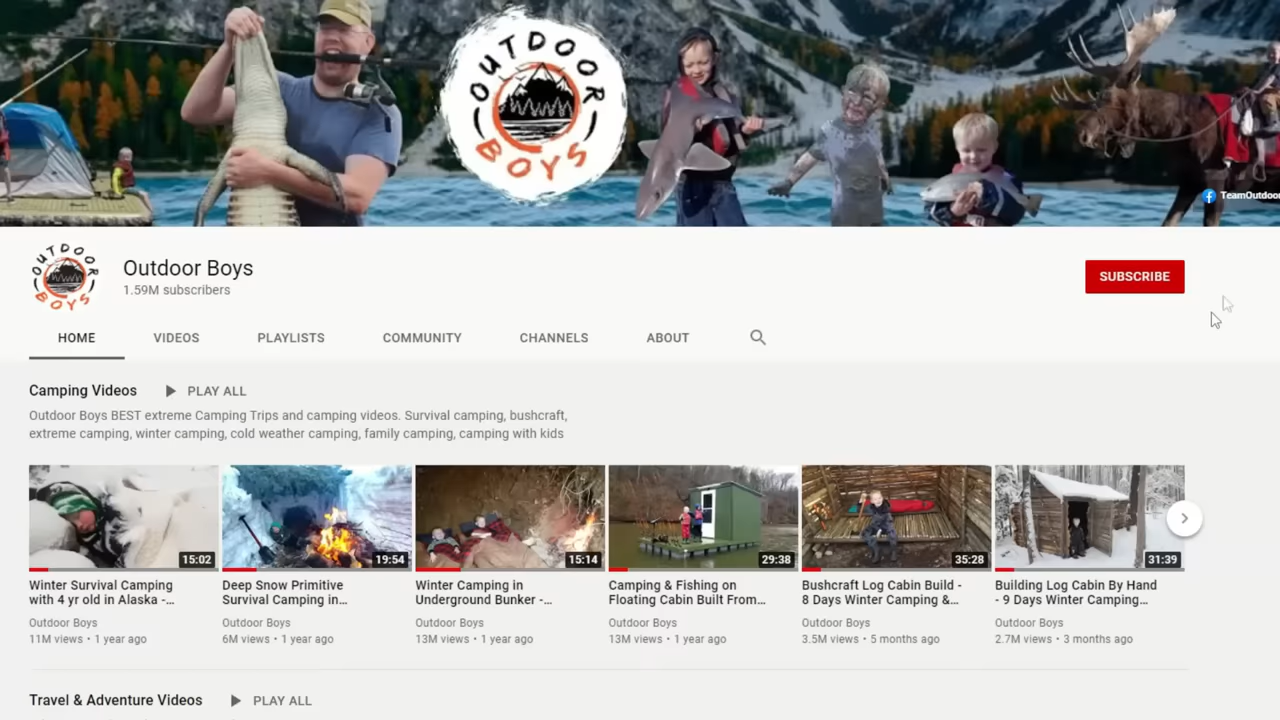 OUTDOOR
BOYS
TeamOutdoor
OUTDOOR
BOYS
Outdoor Boys
1.59M subscribers
SUBSCRIBE
HOME
VIDEOS
PLAYLISTS
COMMUNITY
CHANNELS
ABOUT
Camping Videos
PLAY ALL
Outdoor Boys BEST extreme Camping Trips and camping videos. Survival camping, bushcraft,
extreme camping, winter camping, cold weather camping, family camping, camping with kids
15:02
19:54
15:14
29:38
35:28
31:39
Winter Survival Camping
with 4 yr old in Alaska -...
Outdoor Boys
11M views • 1 year ago
Deep Snow Primitive
Survival Camping in...
Outdoor Boys
6M views • 1 year ago
Winter Camping in
Underground Bunker -...
Outdoor Boys
13M views • 1 year ago
Camping & Fishing on
Floating Cabin Built From...
Outdoor Boys
13M views • 1 year ago
Bushcraft Log Cabin Build -
8 Days Winter Camping &...
Outdoor Boys
3.5M views • 5 months ago
Building Log Cabin By Hand
- 9 Days Winter Camping...
Outdoor Boys
2.7M views • 3 months ago
Travel & Adventure Videos
PLAY ALL